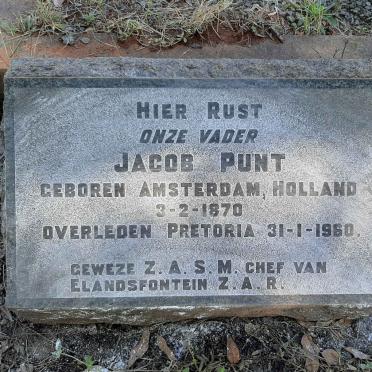 HIER RUST
ONZE VADER
JACOB PUNT
GEBOREN AMSTERDAM, HOLLAND
3-2-1870
OVERLEDEN PRETORIA 31-1-1960.
GEWEZE Z.A.S.M. CHEF VAN
ELANDSFONTEIN Z.A.R.